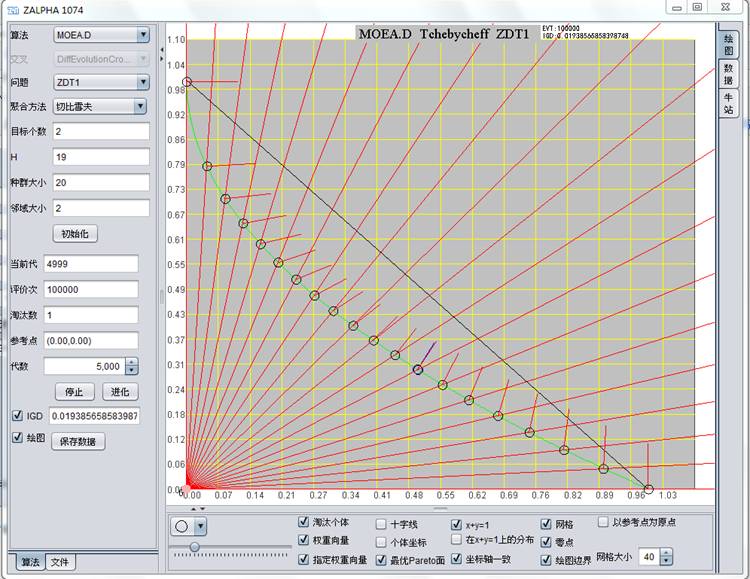 ZALPHA 1074
算法 MOEA.D
交叉 DiffEvolutionCro...
问题 ZDT1
聚合方法 切比雪夫
目标个数 2
H 19
种群大小 20
邻域大小 2
初始化
当前代 4999
评价次 100000
淘汰数 1
参考点 (0.00,0.00)
代数 5,000
停止 进化
IGD 0.019385658583987
绘图 保存数据
算法 文件
MOEA.D Tchebycheff ZDT1
EVT:100000
IGD:0.01938565858398748
1.10
0.98
0.92
0.86
0.79
0.73
0.67
0.61
0.55
0.49
0.43
0.37
0.31
0.24
0.18
0.12
0.06
0.00 0.07 0.14 0.21 0.27 0.34 0.41 0.48 0.55 0.62 0.69 0.76 0.82 0.89 0.96 1.03
绘图
数据
牛站
淘汰个体 十字线 x+y=1 网格 以参考点为原点
权重向量 个体坐标 在x+y=1上的分布 零点
指定权重向量 最优Pareto面 坐标轴一致 绘图边界 网格大小 40